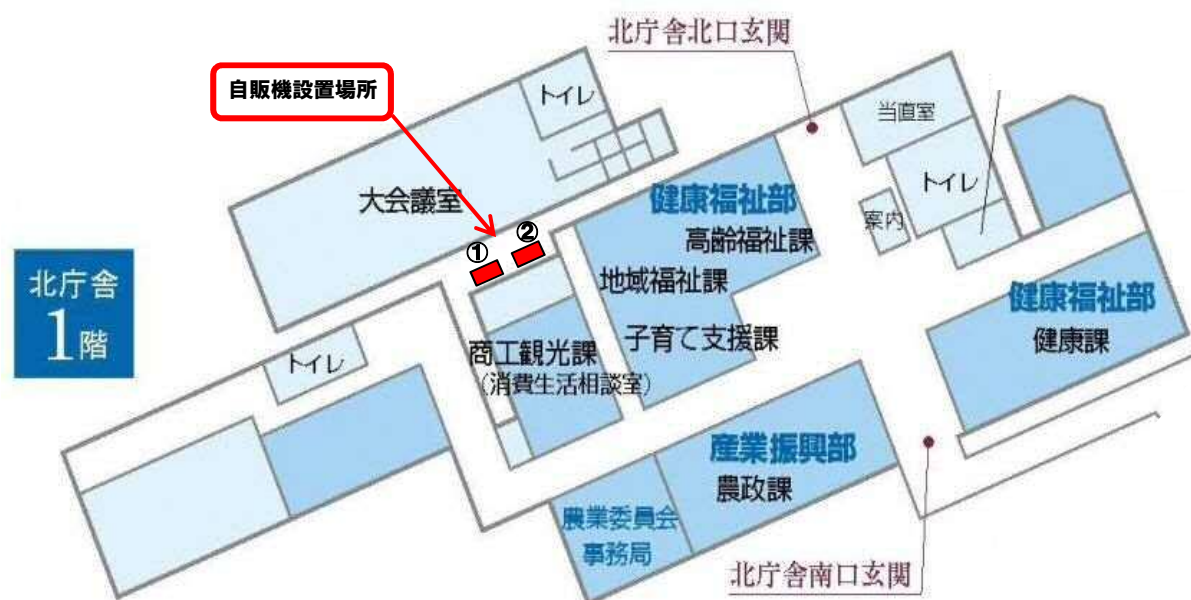 北庁舎北口玄関
自販機設置場所
トイレ
当直室
大会議室
健康福祉部
高齢福祉課
地域福祉課
子育て支援課
トイレ
案内
①
②
北庁舎
1階
健康福祉部
健康課
商工観光課
(消費生活相談室)
トイレ
産業振興部
農政課
農業委員会
事務局
北庁舎南口玄関